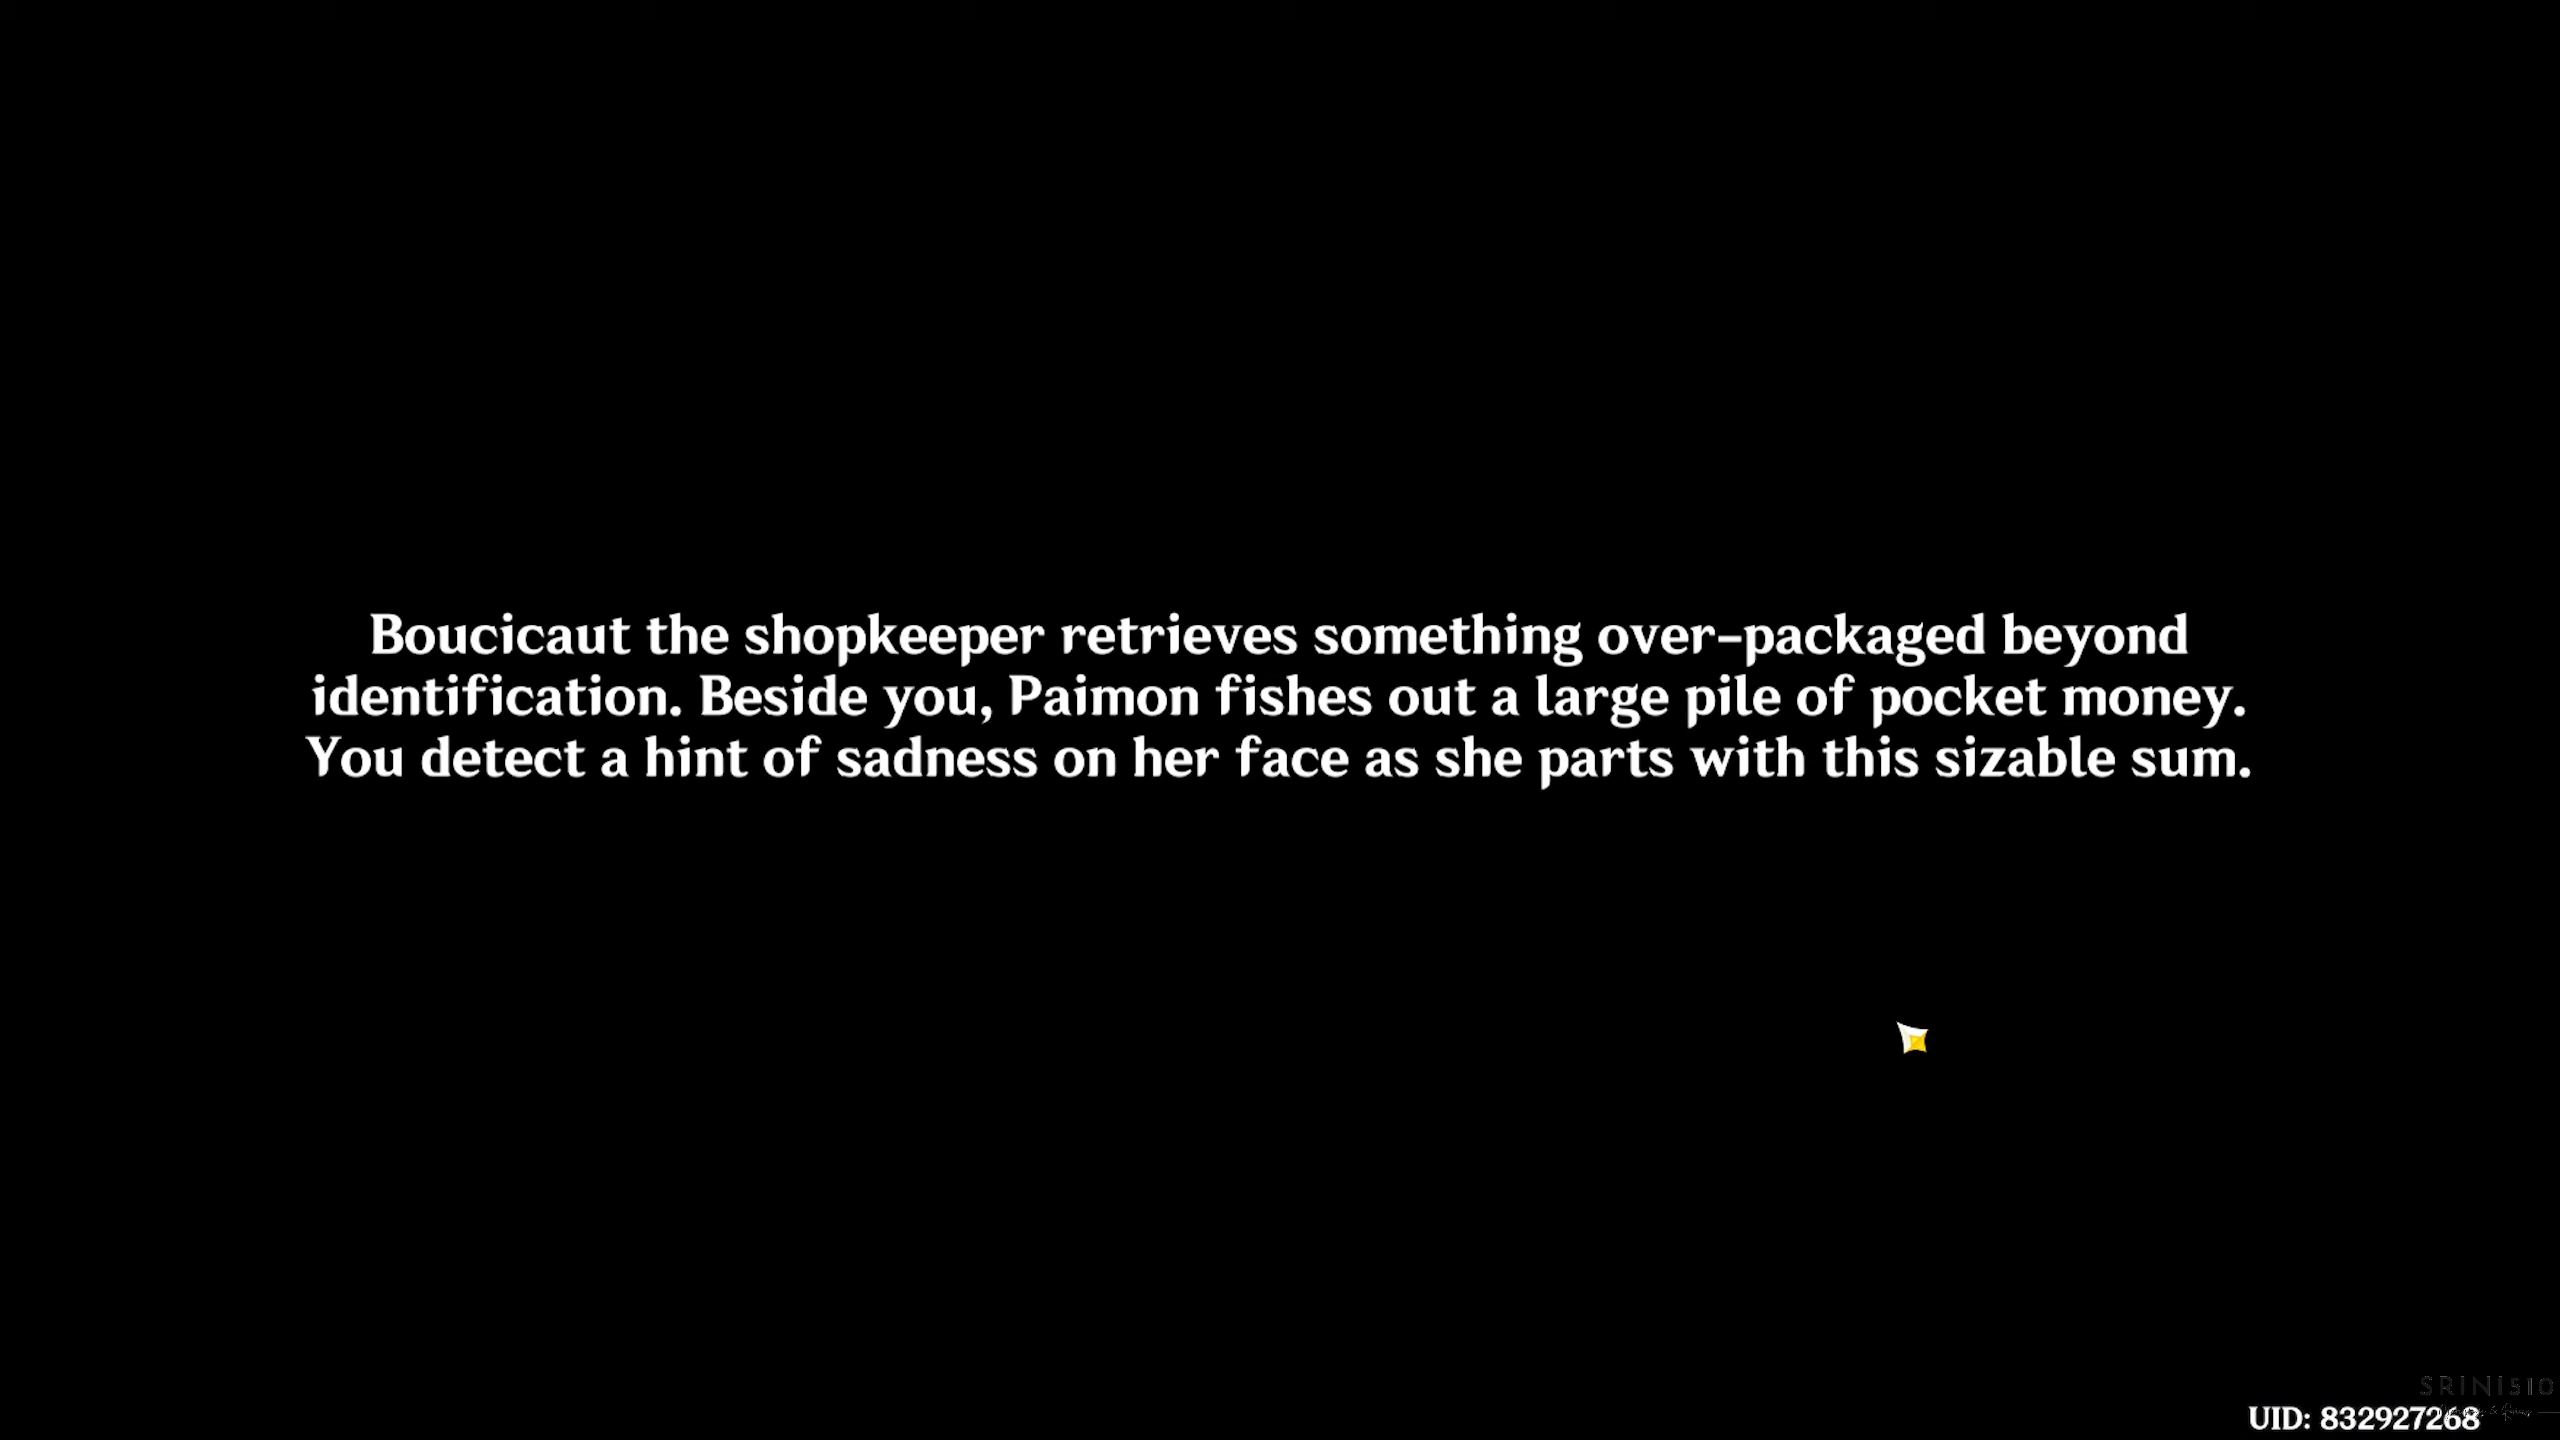 Boucicaut the shopkeeper retrieves something over-packaged beyond
identification. Beside you, Paimon fishes out a large pile of pocket money.
You detect a hint of sadness on her face as she parts with this sizable sum.
SRINI510
UID: 832927268